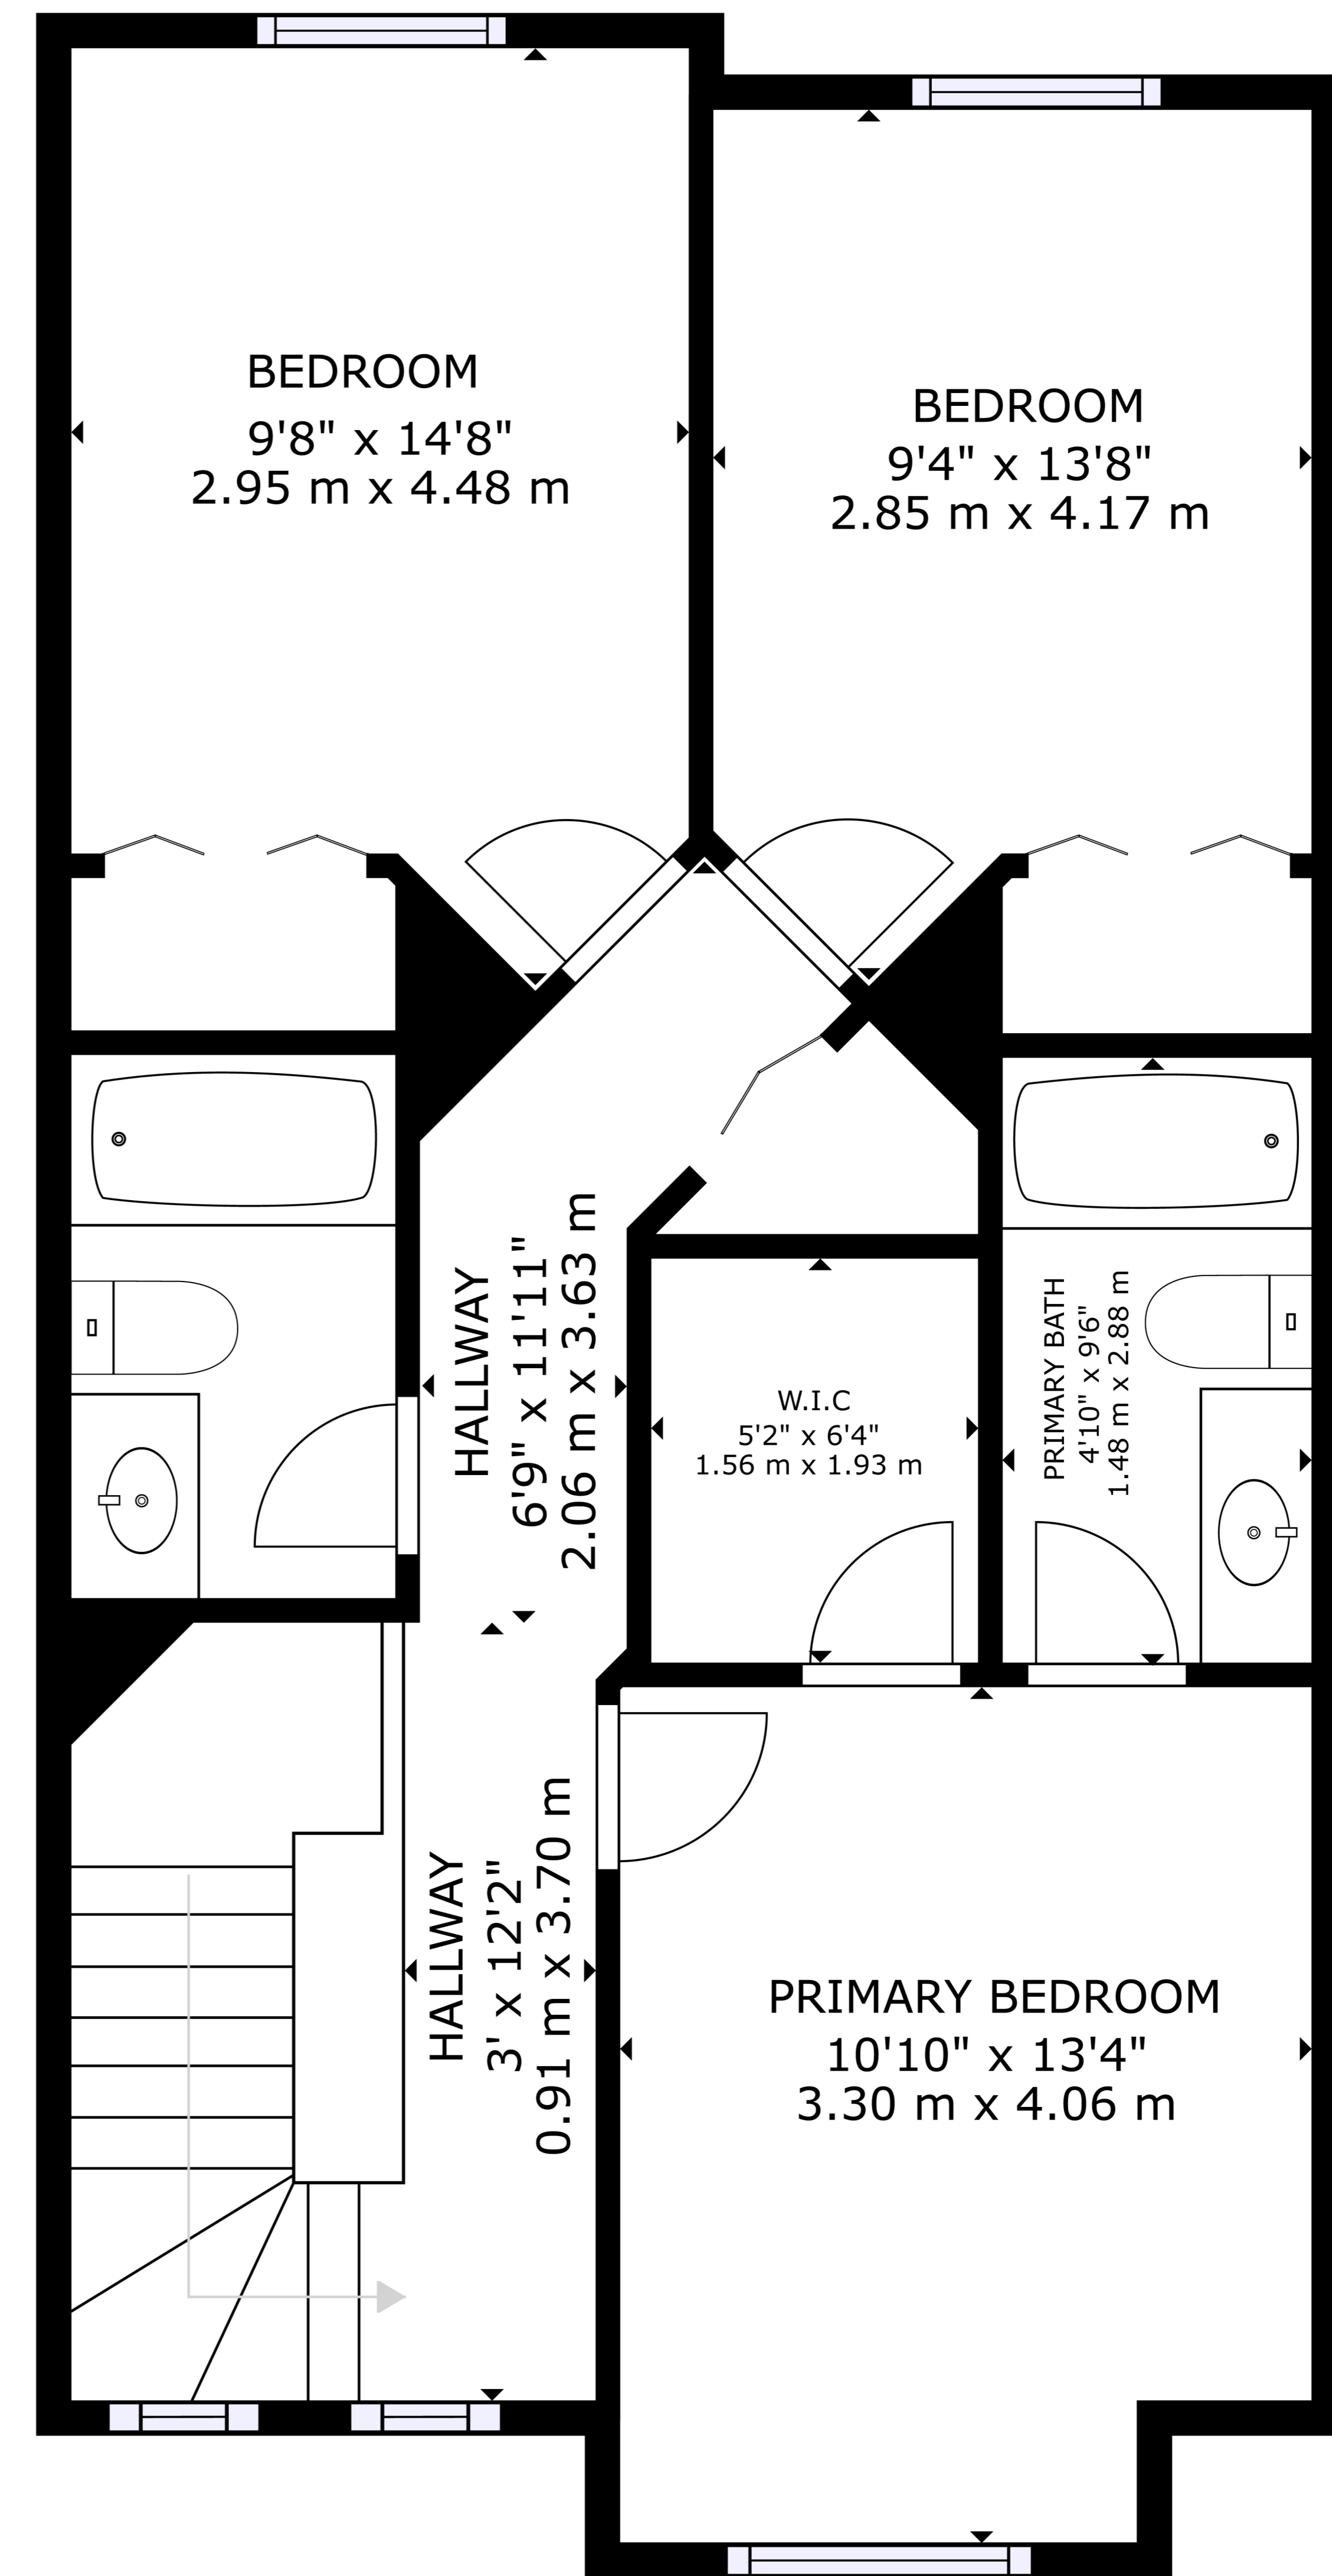 BEDROOM
9'8" x 14'8"
2.95 m x 4.48 m
BEDROOM
9'4" x 13'8"
2.85 m x 4.17 m
HALLWAY
6'9" x 11'11"
2.06 m x 3.63 m
W.I.C
5'2" x 6'4"
1.56 m x 1.93 m
PRIMARY BATH
4'10" x 9'6"
1.48 m x 2.88 m
HALLWAY
3' x 12'2"
0.91 m x 3.70 m
PRIMARY BEDROOM
10'10" x 13'4"
3.30 m x 4.06 m